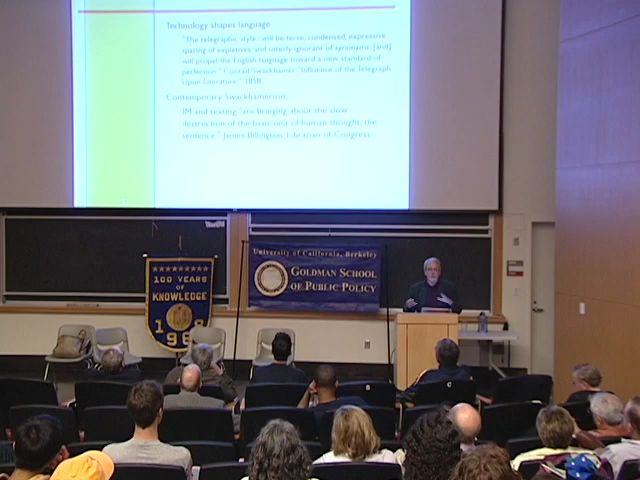 Technology shapes language
"The telegraphic style...will be terse, condensed, expressive
sparing of expletives and utterly ignorant of synonyms, [and]
will propel the English language toward a new standard of
perfection." Conrad Swackhamer, "Influence of the Telegraph
Upon Literature," 1858
Contemporary Swackhamerism:
IM and texting "are bringing about the slow
destruction of the basic unit of human thought, the
sentence." James Billington, Librarian of Congress
100 YEARS
of
KNOWLEDGE
1 9
68
University of California, Berkeley
GOLDMAN SCHOOL
OF PUBLIC POLICY